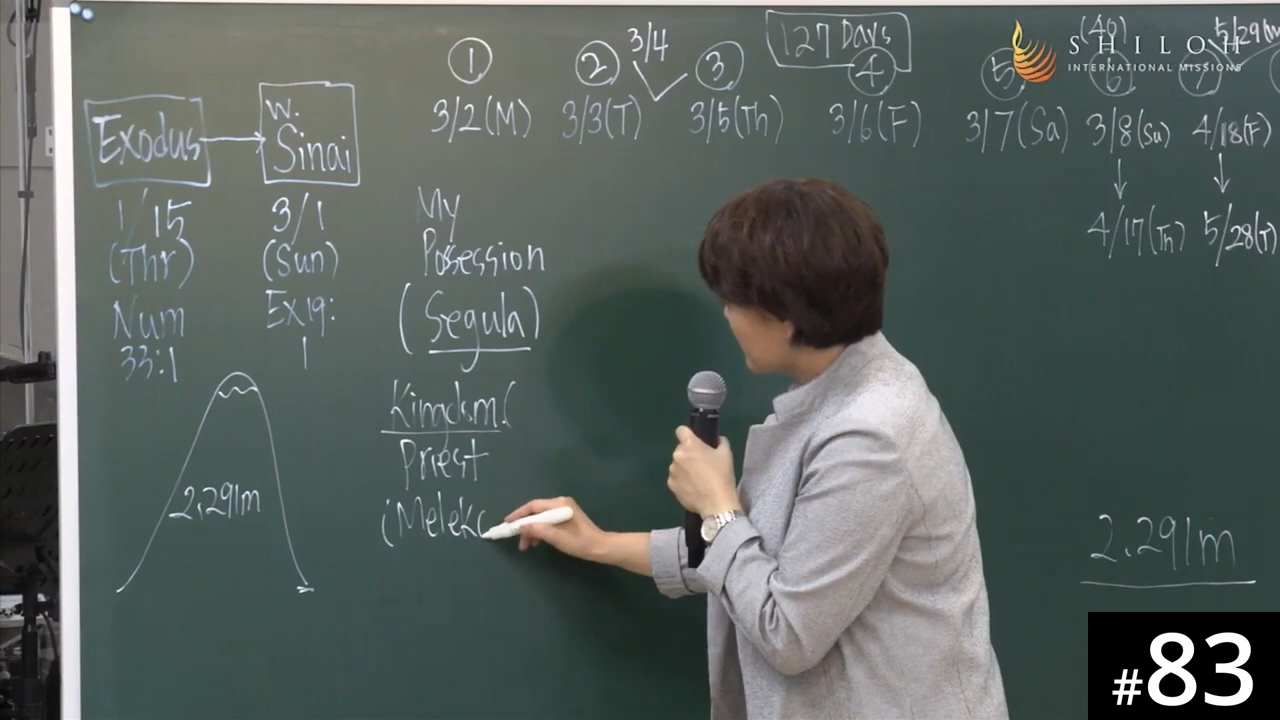 ① ② 3/4 ③ 127 Days ④ ⑤ (40) ⑥ ⑦
3/2(M) 3/3(T) 3/5(Th) 3/6(F) 3/7(Sa) 3/8(Su) 4/18(F)
4/17(Th) 5/28(T)
SHILOH
INTERNATIONAL MISSIONS
Exodus
1/15
(Thr)
Num
33:1
W.
Sinai
3/1
(Sun)
Ex19:
1
2,291m
My
Possession
(Segula)
Kingdom(
Priest
(Melek
2,291m
#83